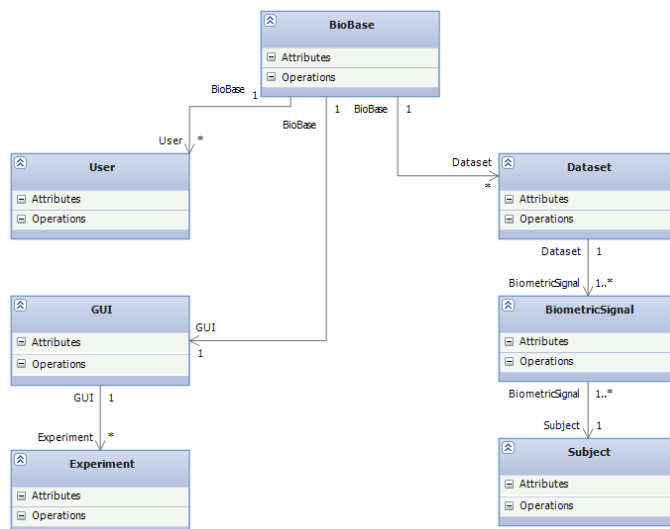 BioBase
Attributes
Operations
BioBase 1
1 BioBase 1
BioBase
User *
Dataset
*
User
Attributes
Operations
Dataset
Attributes
Operations
Dataset 1
BiometricSignal 1..*
GUI
Attributes
Operations
GUI
1
BiometricSignal
Attributes
Operations
GUI 1
Experiment *
BiometricSignal 1..*
Subject 1
Experiment
Attributes
Operations
Subject
Attributes
Operations